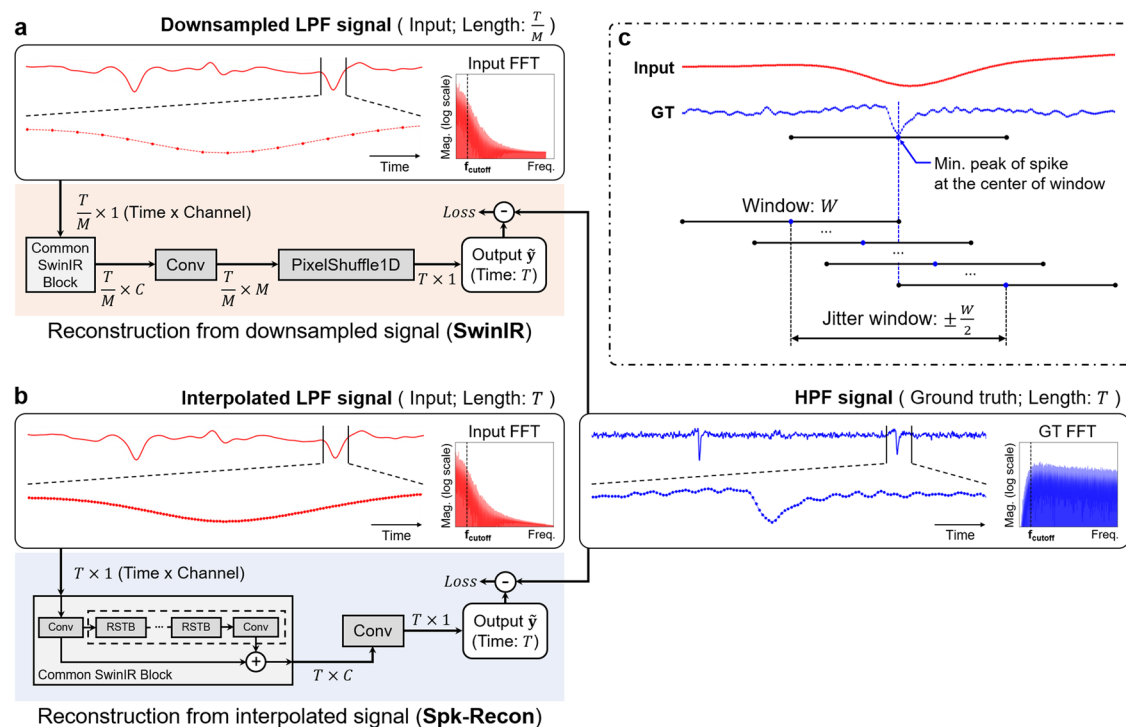 a
Downsampled LPF signal ( Input; Length: T/M )
Input FFT
Mag. (log scale)
f_cutoff
Freq.
Time
T/M × 1 (Time x Channel)
Common
SwinIR
Block
T/M × C
Conv
T/M × M
PixelShuffle1D
T × 1
Loss
-
Output ỹ
(Time: T)
Reconstruction from downsampled signal (SwinIR)
c
Input
GT
Min. peak of spike
at the center of window
Window: W
...
...
...
Jitter window: ± W/2
b
Interpolated LPF signal ( Input; Length: T )
Input FFT
Mag. (log scale)
f_cutoff
Freq.
Time
HPF signal ( Ground truth; Length: T )
GT FFT
Mag. (log scale)
f_cutoff
Freq.
Time
T × 1 (Time x Channel)
Conv
RSTB
...
RSTB
Conv
+
Common SwinIR Block
T × C
Conv
T × 1
Loss
-
Output ỹ
(Time: T)
Reconstruction from interpolated signal (Spk-Recon)